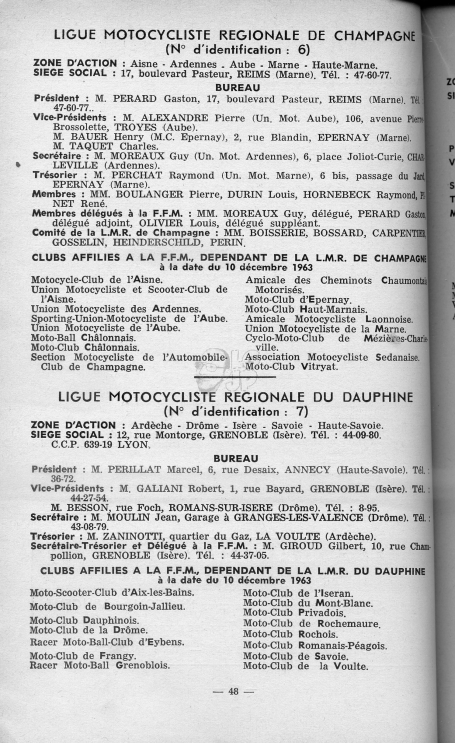 LIGUE MOTOCYCLISTE REGIONALE DE CHAMPAGNE
(N° d'identification : 6)
ZONE D'ACTION : Aisne - Ardennes . Aube - Marne - Haute-Marne.
SIEGE SOCIAL : 17, boulevard Pasteur, REIMS (Marne). Tél. : 47-60-77.
BUREAU
Président : M. PERARD Gaston, 17, boulevard Pasteur, REIMS (Marne). Tél.
47-60-77..
Vice-Présidents : M. ALEXANDRE Pierre (Un. Mot. Aube), 106, avenue Pierre
Brossolette, TROYES (Aube).
M. BAUER Henry (M.C. Epernay), 2, rue Blandin, EPERNAY (Marne).
M. TAQUET Charles.
Secrétaire : M. MOREAUX Guy (Un. Mot. Ardennes), 6, place Joliot-Curie, CHAR
LEVILLE (Ardennes).
Trésorier : M. PERCHAT Raymond (Un. Mot. Marne), 6 bis, passage du Jard,
EPERNAY (Marne).
Membres : MM. BOULANGER Pierre, DURIN Louis, HORNEBECK Raymond,
NET René.
Membres délégués à la F.F.M. : MM. MOREAUX Guy, délégué, PERARD Gaston,
délégué adjoint, OLIVIER Louis, délégué suppléant.
Comité de la L.M.R. de Champagne : MM. BOISSERIE, BOSSARD, CARPENTIER,
GOSSELIN, HEINDERSCHILD, PERIN.
CLUBS AFFILIES A LA F.F.M., DEPENDANT DE LA L.M.R. DE CHAMPAGNE
à la date du 10 décembre 1963
Motocycle-Club de l'Aisne.
Union Motocycliste et Scooter-Club de
l'Aisne.
Union Motocycliste des Ardennes.
Sporting-Union-Motocycliste de l'Aube.
Union Motocycliste de l'Aube.
Moto-Ball Châlonnais.
Moto-Club Châlonnais.
Section Motocycliste de l'Automobile-
Club de Champagne.
Amicale des Cheminots Chaumontais
Motorisés.
Moto-Club d'Epernay.
Moto-Club Haut-Marnais.
Amicale Motocycliste Laonnoise.
Union Motocycliste de la Marne.
Cyclo-Moto-Club de Mézières-Charle
ville.
Association Motocycliste Sedanaise.
Moto-Club Vitryat.
LIGUE MOTOCYCLISTE REGIONALE DU DAUPHINE
(N° d'identification : 7)
ZONE D'ACTION : Ardèche - Drôme - Isère - Savoie - Haute-Savoie.
SIEGE SOCIAL : 12, rue Montorge, GRENOBLE (Isère). Tél. : 44-09-80.
C.C.P. 639-19 LYON.
BUREAU
Président : M. PERILLAT Marcel, 6, rue Desaix, ANNECY (Haute-Savoie). Tél. :
36-72.
Vice-Présidents : M. GALIANI Robert, 1, rue Bayard, GRENOBLE (Isère). Tél. :
44-27-54.
M. BESSON, rue Foch, ROMANS-SUR-ISERE (Drôme). Tél. : 8-95.
Secrétaire : M. MOULIN Jean, Garage à GRANGES-LES-VALENCE (Drôme). Tél. :
43-08-79.
Trésorier : M. ZANINOTTI, quartier du Gaz, LA VOULTE (Ardèche).
Secrétaire-Trésorier et Délégué à la F.F.M. : M. GIROUD Gilbert, 10, rue Cham-
pollion, GRENOBLE (Isère). Tél. : 44-37-05.
CLUBS AFFILIES A LA F.F.M., DEPENDANT DE LA L.M.R. DU DAUPHINE
à la date du 10 décembre 1963
Moto-Scooter-Club d'Aix-les-Bains.
Moto-Club de Bourgoin-Jallieu.
Moto-Club Dauphinois.
Moto-Club de la Drôme.
Racer Moto-Ball-Club d'Eybens.
Moto-Club de Frangy.
Racer Moto-Ball Grenoblois.
Moto-Club de l'Iseran.
Moto-Club du Mont-Blanc.
Moto-Club Privadois.
Moto-Club de Rochemaure.
Moto-Club Rochois.
Moto-Club Romanais-Péagois.
Moto-Club de Savoie.
Moto-Club de la Voulte.
— 48 —